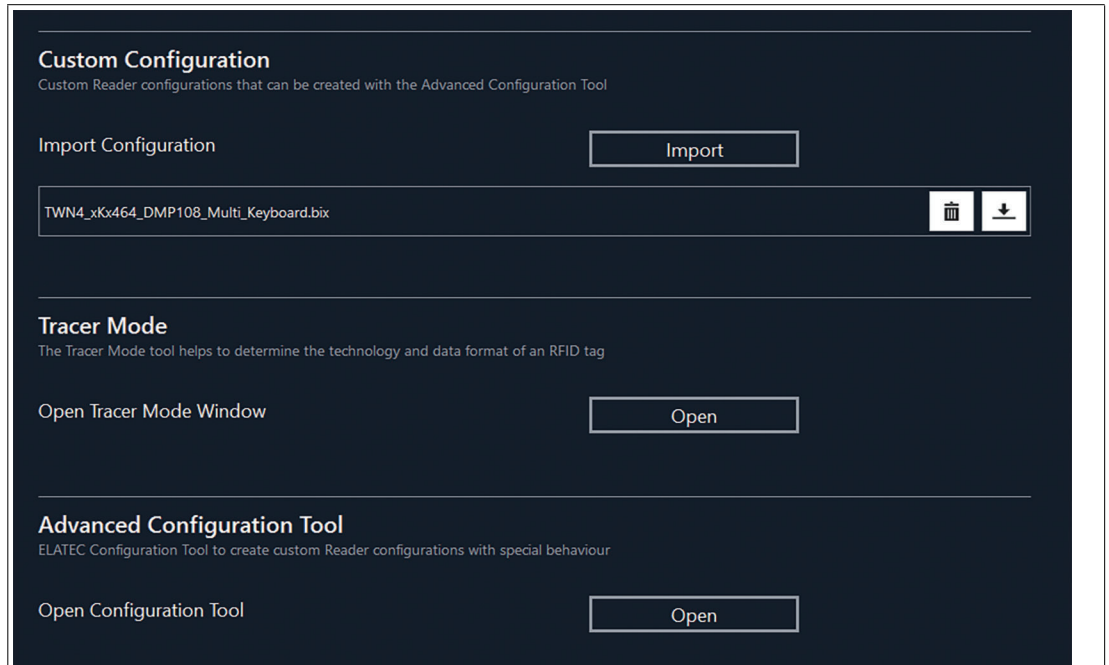 Custom Configuration
Custom Reader configurations that can be created with the Advanced Configuration Tool
Import Configuration
Import
TWN4_xKx464_DMP108_Multi_Keyboard.bix
Tracer Mode
The Tracer Mode tool helps to determine the technology and data format of an RFID tag
Open Tracer Mode Window
Open
Advanced Configuration Tool
ELATEC Configuration Tool to create custom Reader configurations with special behaviour
Open Configuration Tool
Open